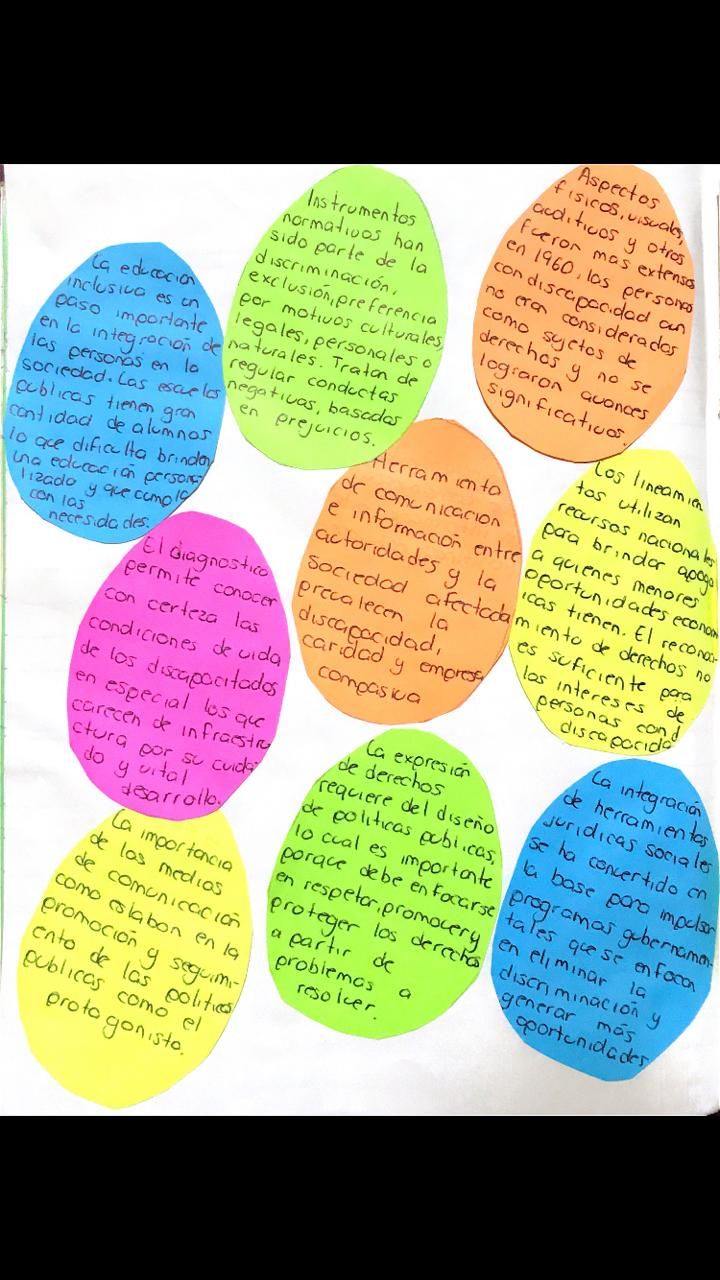 La educación
inclusiva es un
paso importante
en la integración de
las personas en la
sociedad. Las escuelas
públicas tienen gran
cantidad de alumnos
lo que dificulta brindar
una educación persona
lizada y que cumpla
con las
necesidades.
Instrumentos
normativos han
sido parte de la
discriminación,
exclusión, preferencia
por motivos culturales,
legales, personales o
naturales. Tratan de
regular conductas
negativas, basadas
en prejuicios.
Aspectos
físicos, visuales,
auditivos y otros
fueron mas extensos
en 1960, las personas
con discapacidad aun
no eran consideradas
como sujetos de
derechos y no se
lograron avances
significativos.
El diagnostico
permite conocer
con certeza las
condiciones de vida
de los discapacitados
en especial los que
carecen de infraestru
ctura por su cuida
do y vital
desarrollo.
Herramienta
de comunicacion
e información entre
autoridades y la
sociedad afectada
prevalecen la
discapacidad,
caridad y empresa
compasiva
Los lineamien
tos utilizan
recursos nacionales
para brindar apoyo
a quienes menores
oportunidades econom
icas tienen. El reconoci
miento de derechos no
es suficiente para
los intereses de
personas con d
discapacida
La importancia
de los medios
de comunicación
como eslabon en la
promoción y seguimi-
ento de las politicas
publicas como el
protagonista.
La expresión
de derechos
requiere del diseño
de politicas publicas,
lo cual es importante
porque debe enfocarse
en respetar, promover y
proteger los derechos
a partir de
problemas a
resolver.
La integración
de herramientas
juridicas sociales
se ha convertido en
la base para impulsar
programas gubernamen-
tales que se enfoca
en eliminar la
discriminación y
generar más
oportunidades